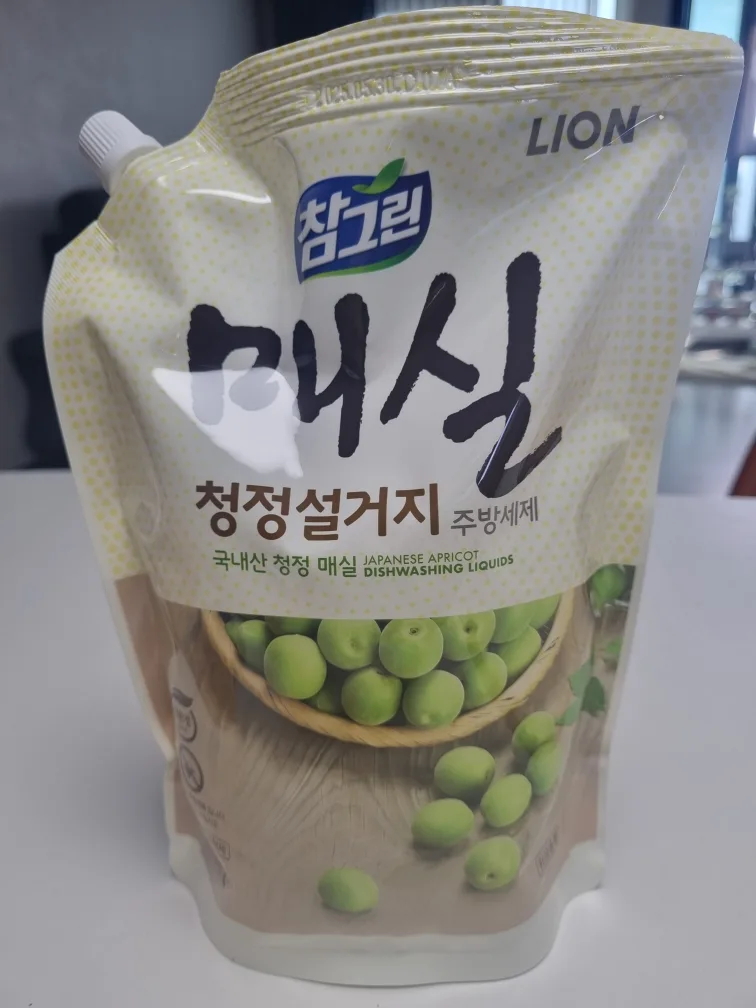 LION
참그린
매실
청정설거지 주방세제
국내산 청정 매실 JAPANESE APRICOT
DISHWASHING LIQUIDS